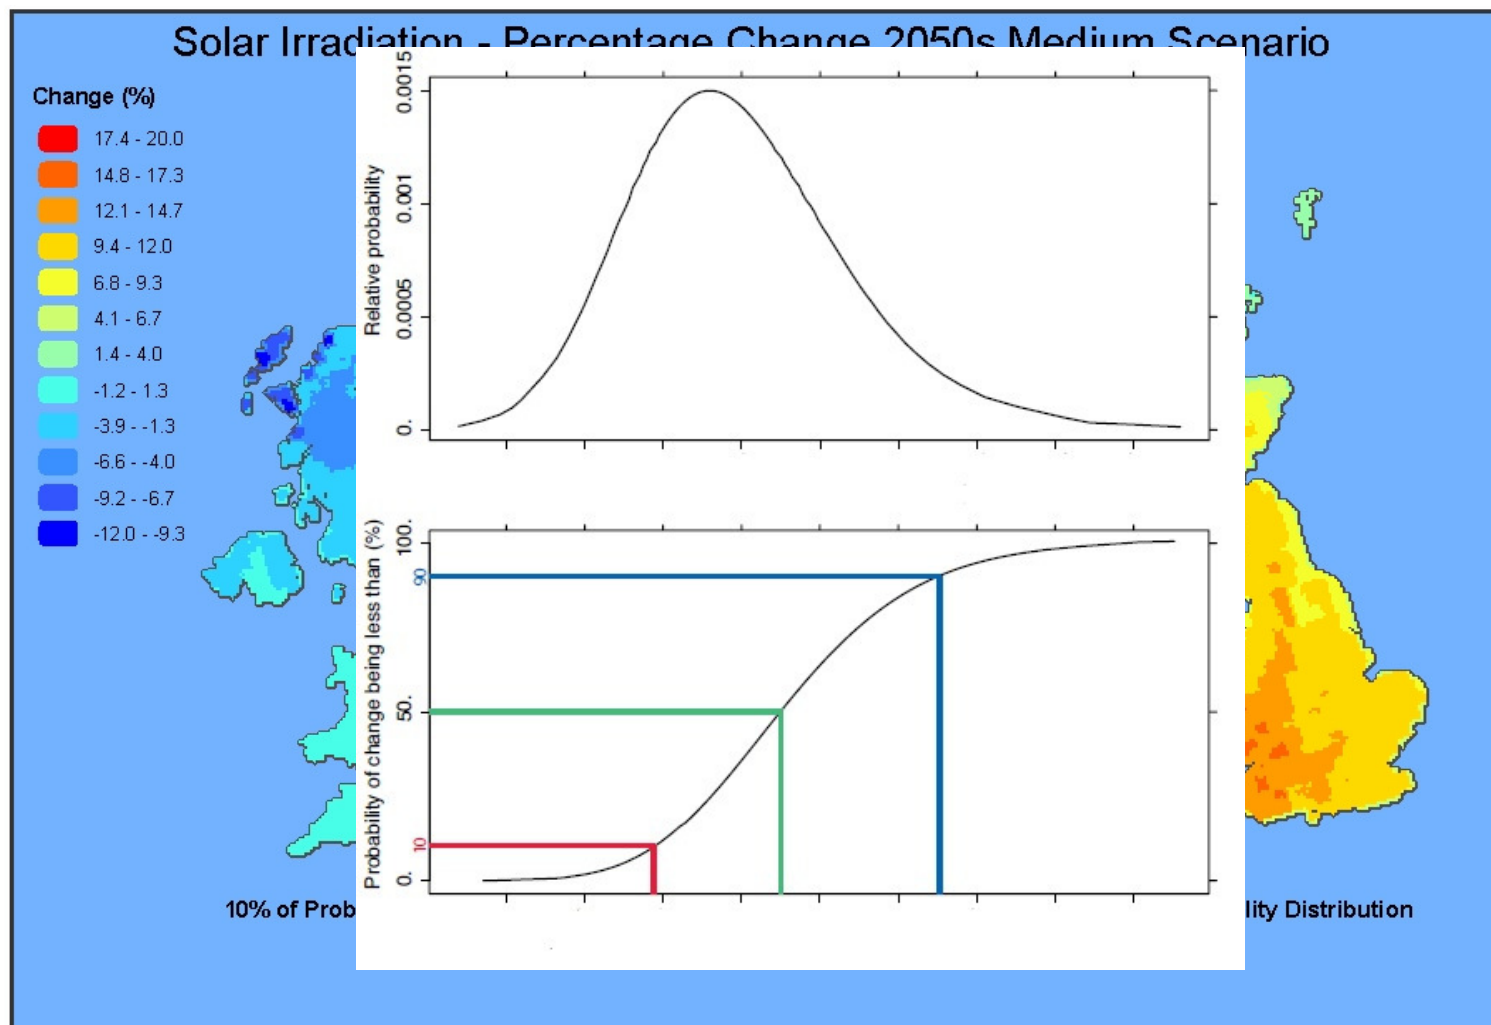 Solar Irradiation - Percentage Change 2050s Medium Scenario
Change (%)
17.4 - 20.0
14.8 - 17.3
12.1 - 14.7
9.4 - 12.0
6.8 - 9.3
4.1 - 6.7
1.4 - 4.0
-1.2 - 1.3
-3.9 - -1.3
-6.6 - -4.0
-9.2 - -6.7
-12.0 - -9.3
Relative probability
0.0015
0.001
0.0005
0.
Probability of change being less than (%)
100.
90
50.
10
0.
10% of Prob
lity Distribution